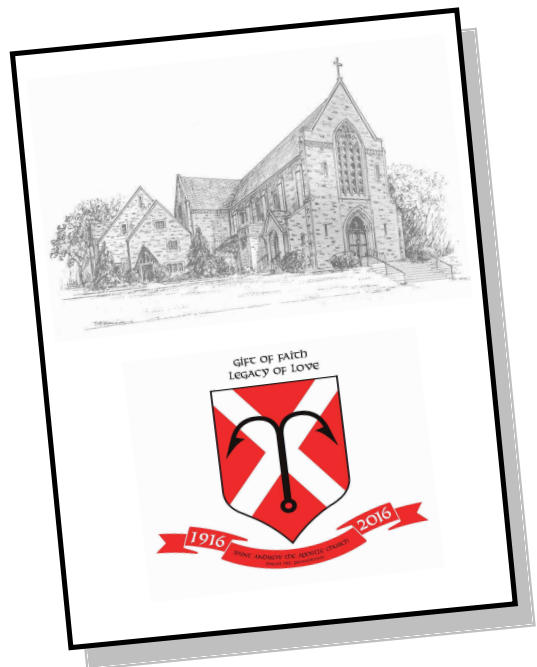 Gift of Faith
Legacy of Love
1916
2016
Saint Andrew the Apostle Church